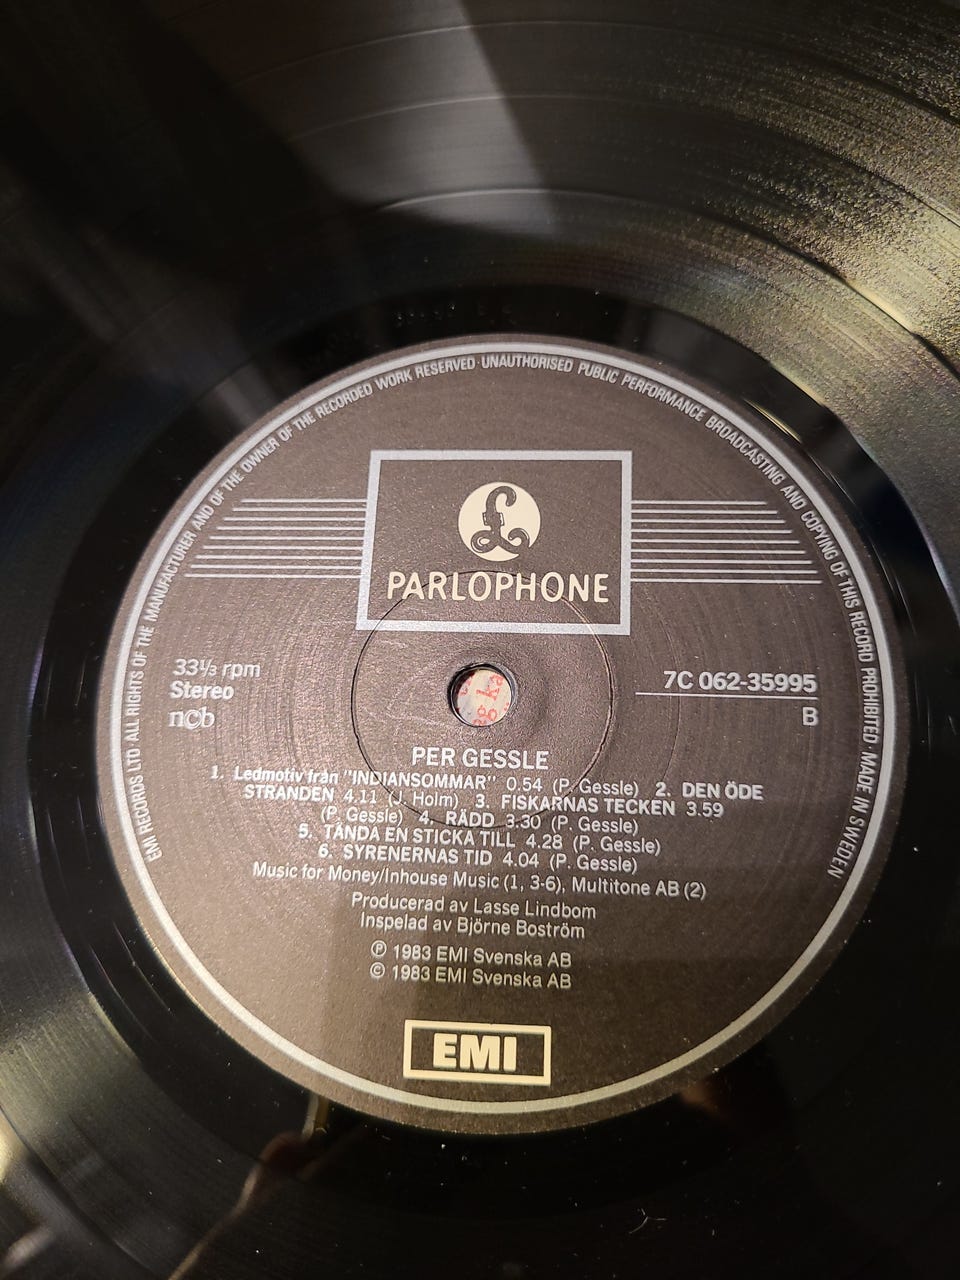 EMI RECORDS LTD ALL RIGHTS OF THE MANUFACTURER AND OF THE OWNER OF THE RECORDED WORK RESERVED · UNAUTHORISED PUBLIC PERFORMANCE BROADCASTING AND COPYING OF THIS RECORD PROHIBITED · MADE IN SWEDEN
£
PARLOPHONE
33⅓ rpm
Stereo
ncb
7C 062-35995
B
PER GESSLE
1. Ledmotiv från "INDIANSOMMAR" 0.54 (P. Gessle) 2. DEN ÖDE
STRANDEN 4.11 (J. Holm) 3. FISKARNAS TECKEN 3.59
(P. Gessle) 4. RÄDD 3.30 (P. Gessle)
5. TÄNDA EN STICKA TILL 4.28 (P. Gessle)
6. SYRENERNAS TID 4.04 (P. Gessle)
Music for Money/Inhouse Music (1, 3-6), Multitone AB (2)
Producerad av Lasse Lindbom
Inspelad av Björne Boström
℗ 1983 EMI Svenska AB
© 1983 EMI Svenska AB
EMI